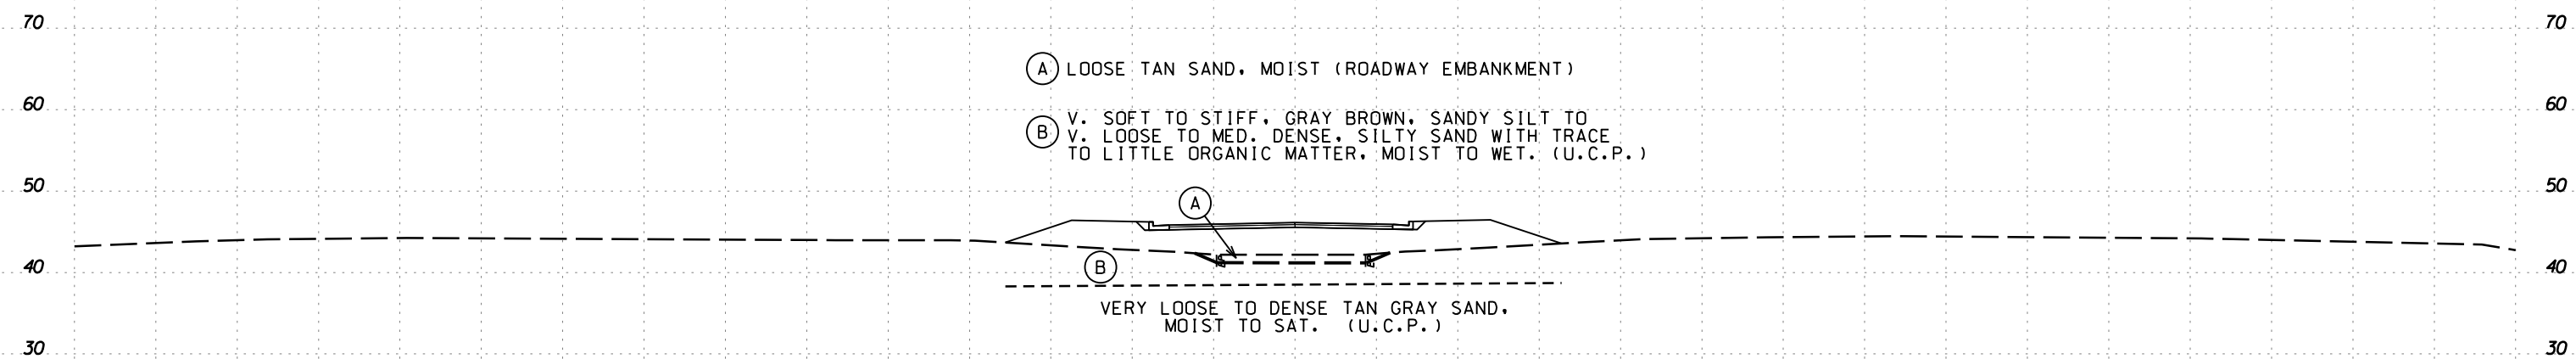 70 70
Ⓐ LOOSE TAN SAND, MOIST (ROADWAY EMBANKMENT)
60 60
V. SOFT TO STIFF, GRAY BROWN, SANDY SILT TO
Ⓑ V. LOOSE TO MED. DENSE, SILTY SAND WITH TRACE
TO LITTLE ORGANIC MATTER, MOIST TO WET. (U.C.P.)
50 50
A
40 B 40
VERY LOOSE TO DENSE TAN GRAY SAND,
MOIST TO SAT. (U.C.P.)
30 30